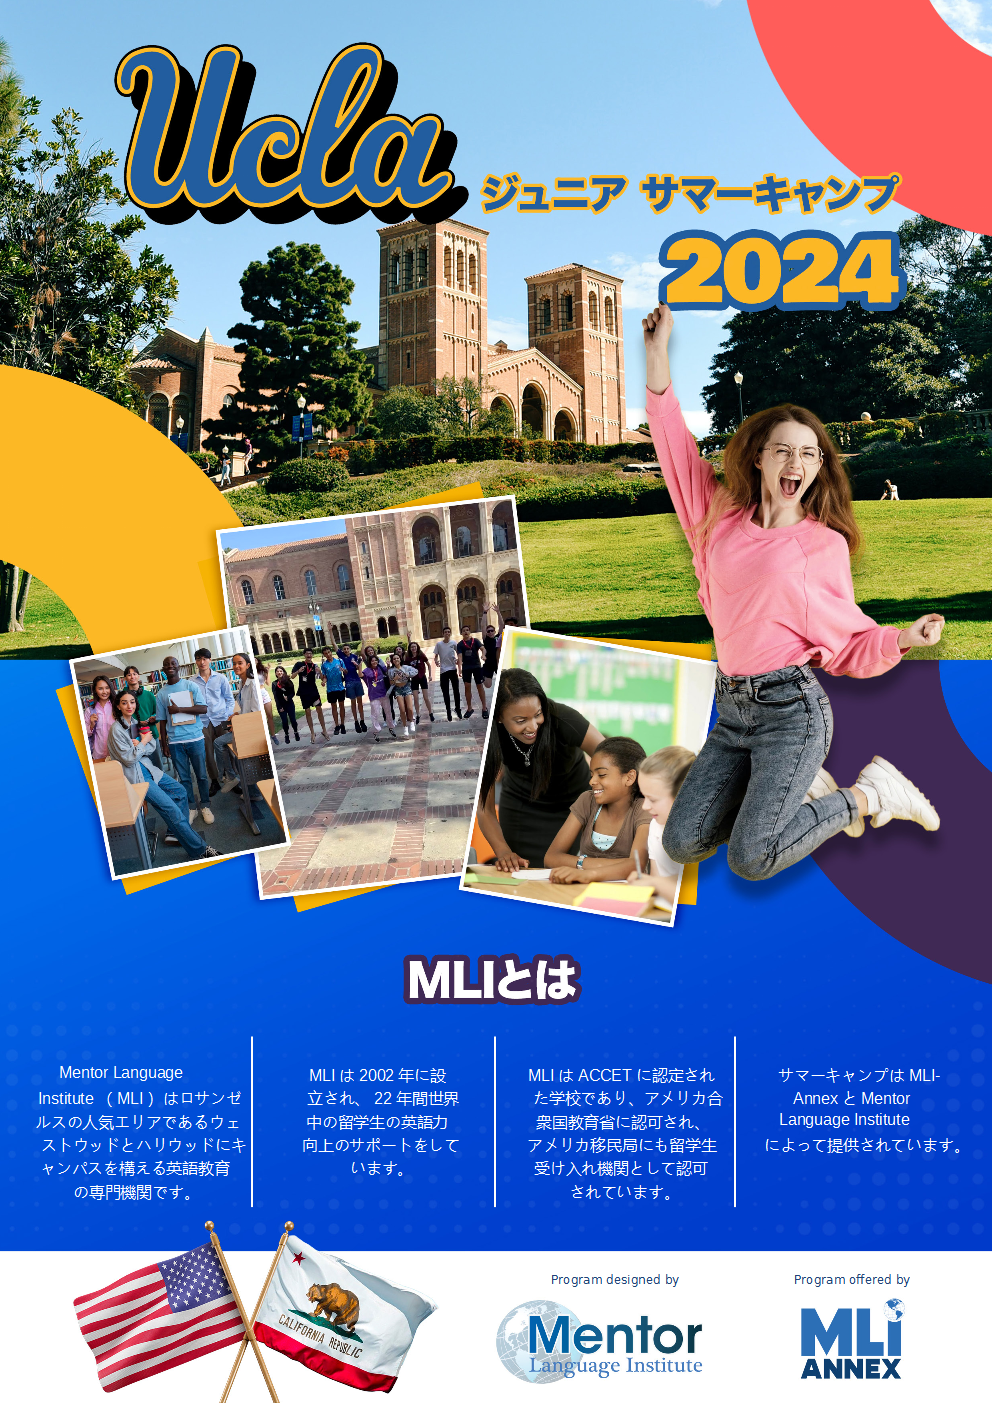 Ucla
ジュニア サマーキャンプ
2024
MLIとは
Mentor Language
Institute （ MLI ）はロサンゼ
ルスの人気エリアであるウェ
ストウッドとハリウッドにキ
ャンパスを構える英語教育
の専門機関です。
MLI は 2002 年に設
立され、 22 年間世界
中の留学生の英語力
向上のサポートをして
います。
MLI は ACCET に認定され
た学校であり、アメリカ合
衆国教育省に認可され、
アメリカ移民局にも留学生
受け入れ機関として認可
されています。
サマーキャンプは MLI-
Annex と Mentor
Language Institute
によって提供されています。
CALIFORNIA REPUBLIC
Program designed by
Mentor
Language Institute
Program offered by
MLI
ANNEX